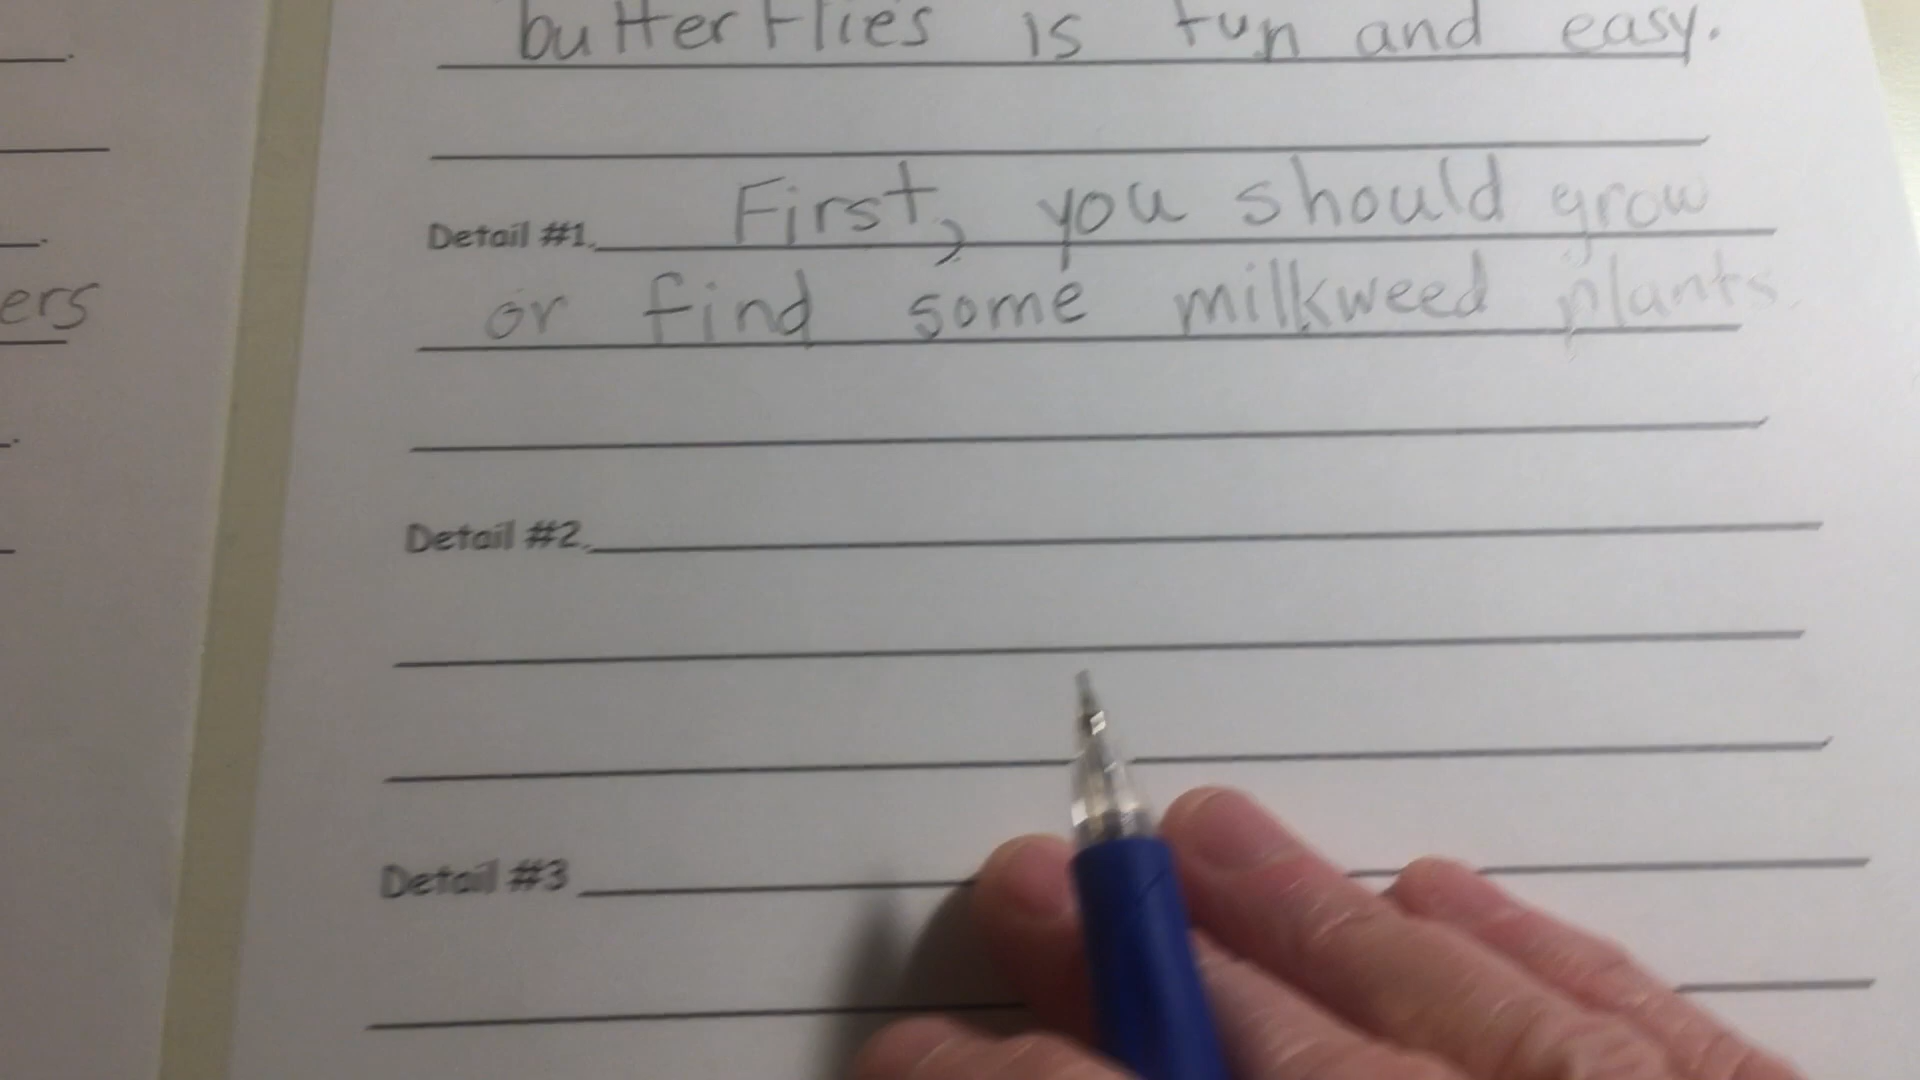 butterflies is fun and easy.
Detail #1. First, you should grow
ers
or find some milkweed plants.
Detail #2.
Detail #3